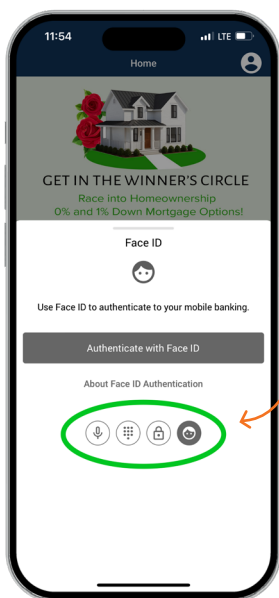 11:54
LTE
Home
GET IN THE WINNER'S CIRCLE
Race into Homeownership
0% and 1% Down Mortgage Options!
Face ID
Use Face ID to authenticate to your mobile banking.
Authenticate with Face ID
About Face ID Authentication